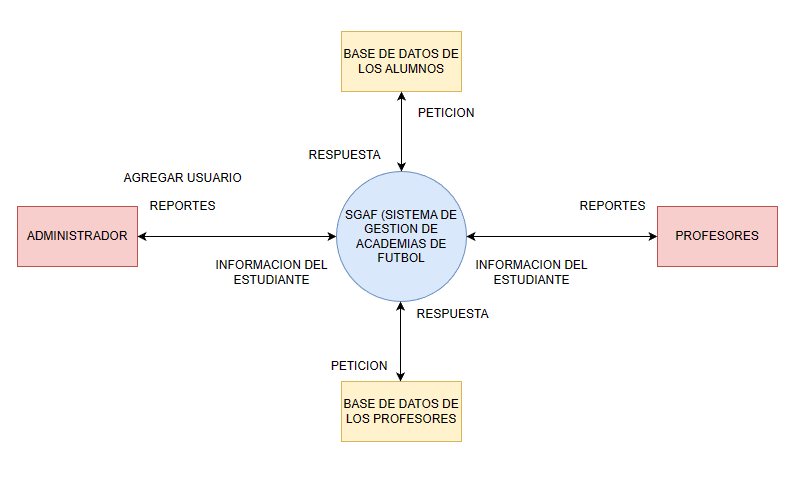 BASE DE DATOS DE
LOS ALUMNOS
PETICION
RESPUESTA
AGREGAR USUARIO
REPORTES
REPORTES
ADMINISTRADOR
SGAF (SISTEMA DE
GESTION DE
ACADEMIAS DE
FUTBOL
PROFESORES
INFORMACION DEL
ESTUDIANTE
INFORMACION DEL
ESTUDIANTE
RESPUESTA
PETICION
BASE DE DATOS DE
LOS PROFESORES